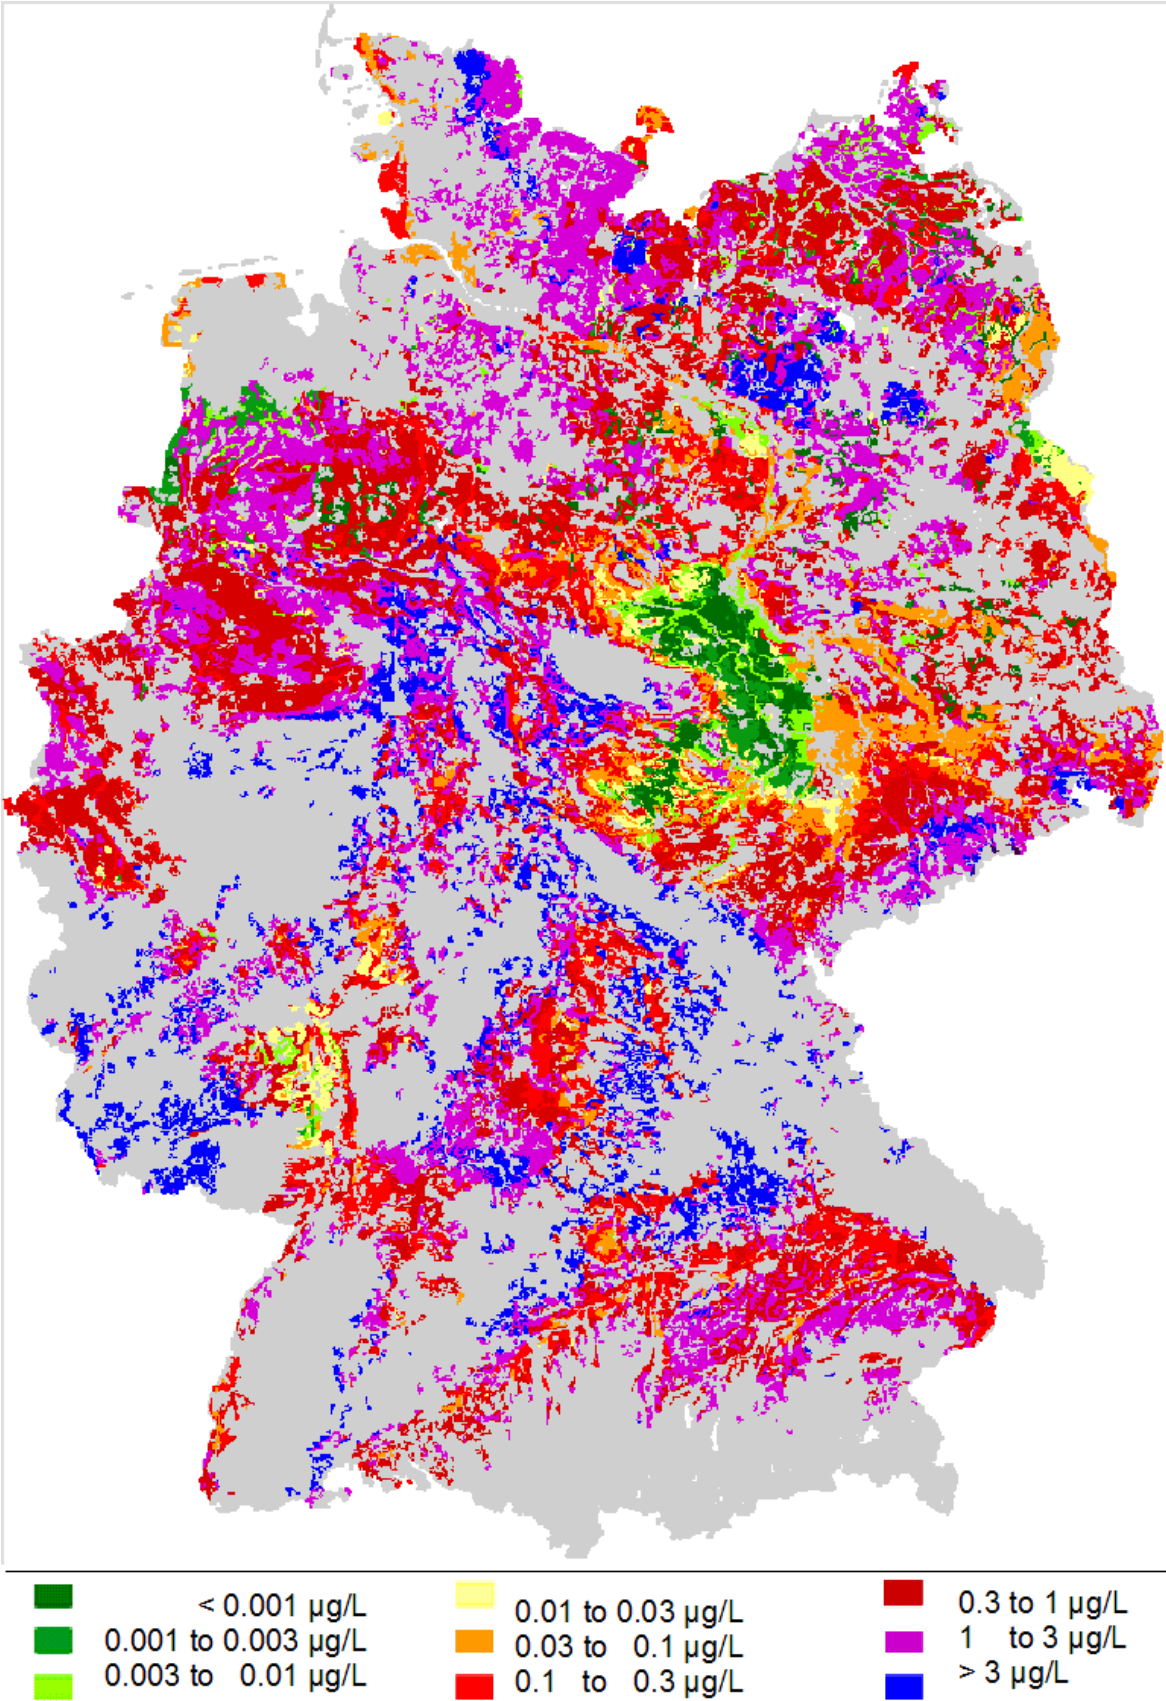 < 0.001 µg/L
0.001 to 0.003 µg/L
0.003 to 0.01 µg/L
0.01 to 0.03 µg/L
0.03 to 0.1 µg/L
0.1 to 0.3 µg/L
0.3 to 1 µg/L
1 to 3 µg/L
> 3 µg/L